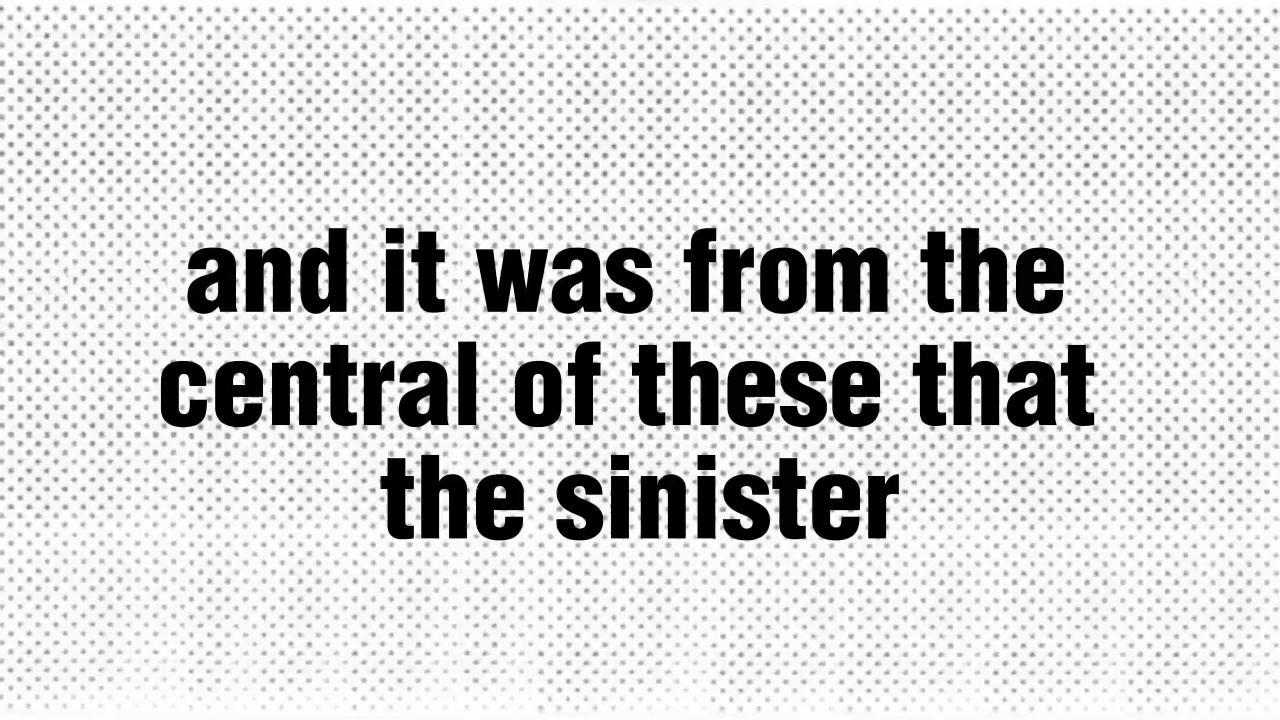 and it was from the
central of these that
the sinister